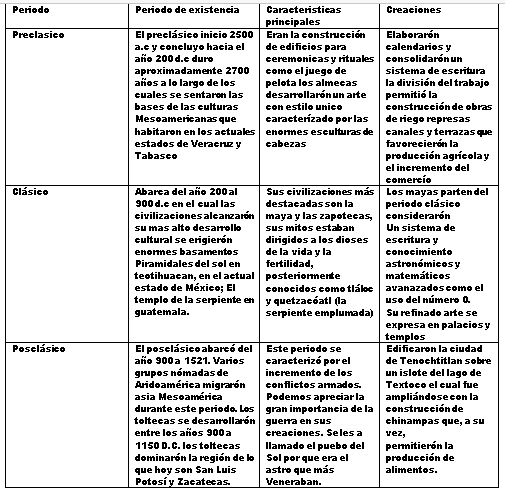 Periodo
Periodo de existencia
Caracteristicas
principales
Creaciones
Preclasico
El preclásico inicio 2500
a.c y concluyo hacia el
año 200 d.c duro
aproximadamente 2700
años a lo largo de los
cuales se sentaron las
bases de las culturas
Mesoamericanas que
habitaron en los actuales
estados de Veracruz y
Tabasco
Eran la construcción
de edificios para
ceremonicas y rituales
como el juego de
pelota los almecas
desarrollarón un arte
con estilo unico
caracterízado por las
enormes esculturas de
cabezas
Elaborarón
calendarios y
consolidarón un
sistema de escritura
la división del trabajo
permitió la
construcción de obras
de riego represas
canales y terrazas que
favorecierón la
producción agrícola y
el incremento del
comercío
Clásico
Abarca del año 200 al
900 d.c en el cual las
civilizaciones alcanzarón
su mas alto desarrollo
cultural se erigierón
enormes basamentos
Piramidales del sol en
teotihuacan, en el actual
estado de México; El
templo de la serpiente en
guatemala.
Sus civilizaciones más
destacadas son la
maya y las zapotecas,
sus mitos estaban
dirigidos a los dioses
de la vida y la
fertilidad,
posteriormente
conocidos como tláloc
y quetzacóatl (la
serpiente emplumada)
Los mayas parten del
periodo clásico
considerarón
Un sistema de
escritura y
conocimiento
astronómicos y
matemáticos
avanazados como el
uso del número 0.
Su refinado arte se
expresa en palacios y
templos
Posclásico
El posclásico abarcó del
año 900 a 1521. Varios
grupos nómadas de
Aridoamérica migrarón
asia Mesoamérica
durante este periodo. Los
toltecas se desarrollarón
entre los años 900 a
1150 D.C. los toltecas
dominarón la región de lo
que hoy son San Luis
Potosí y Zacatecas.
Este periodo se
caracterizó por el
incremento de los
conflictos armados.
Podemos apreciar la
gran importancia de la
guerra en sus
creaciones. Se les a
llamado el puebo del
Sol por que era el
astro que más
Veneraban.
Edificaron la ciudad
de Tenochtitlan sobre
un islote del lago de
Textoco el cual fue
ampliándose con la
construcción de
chinampas que, a su
vez,
permitierón la
producción de
alimentos.